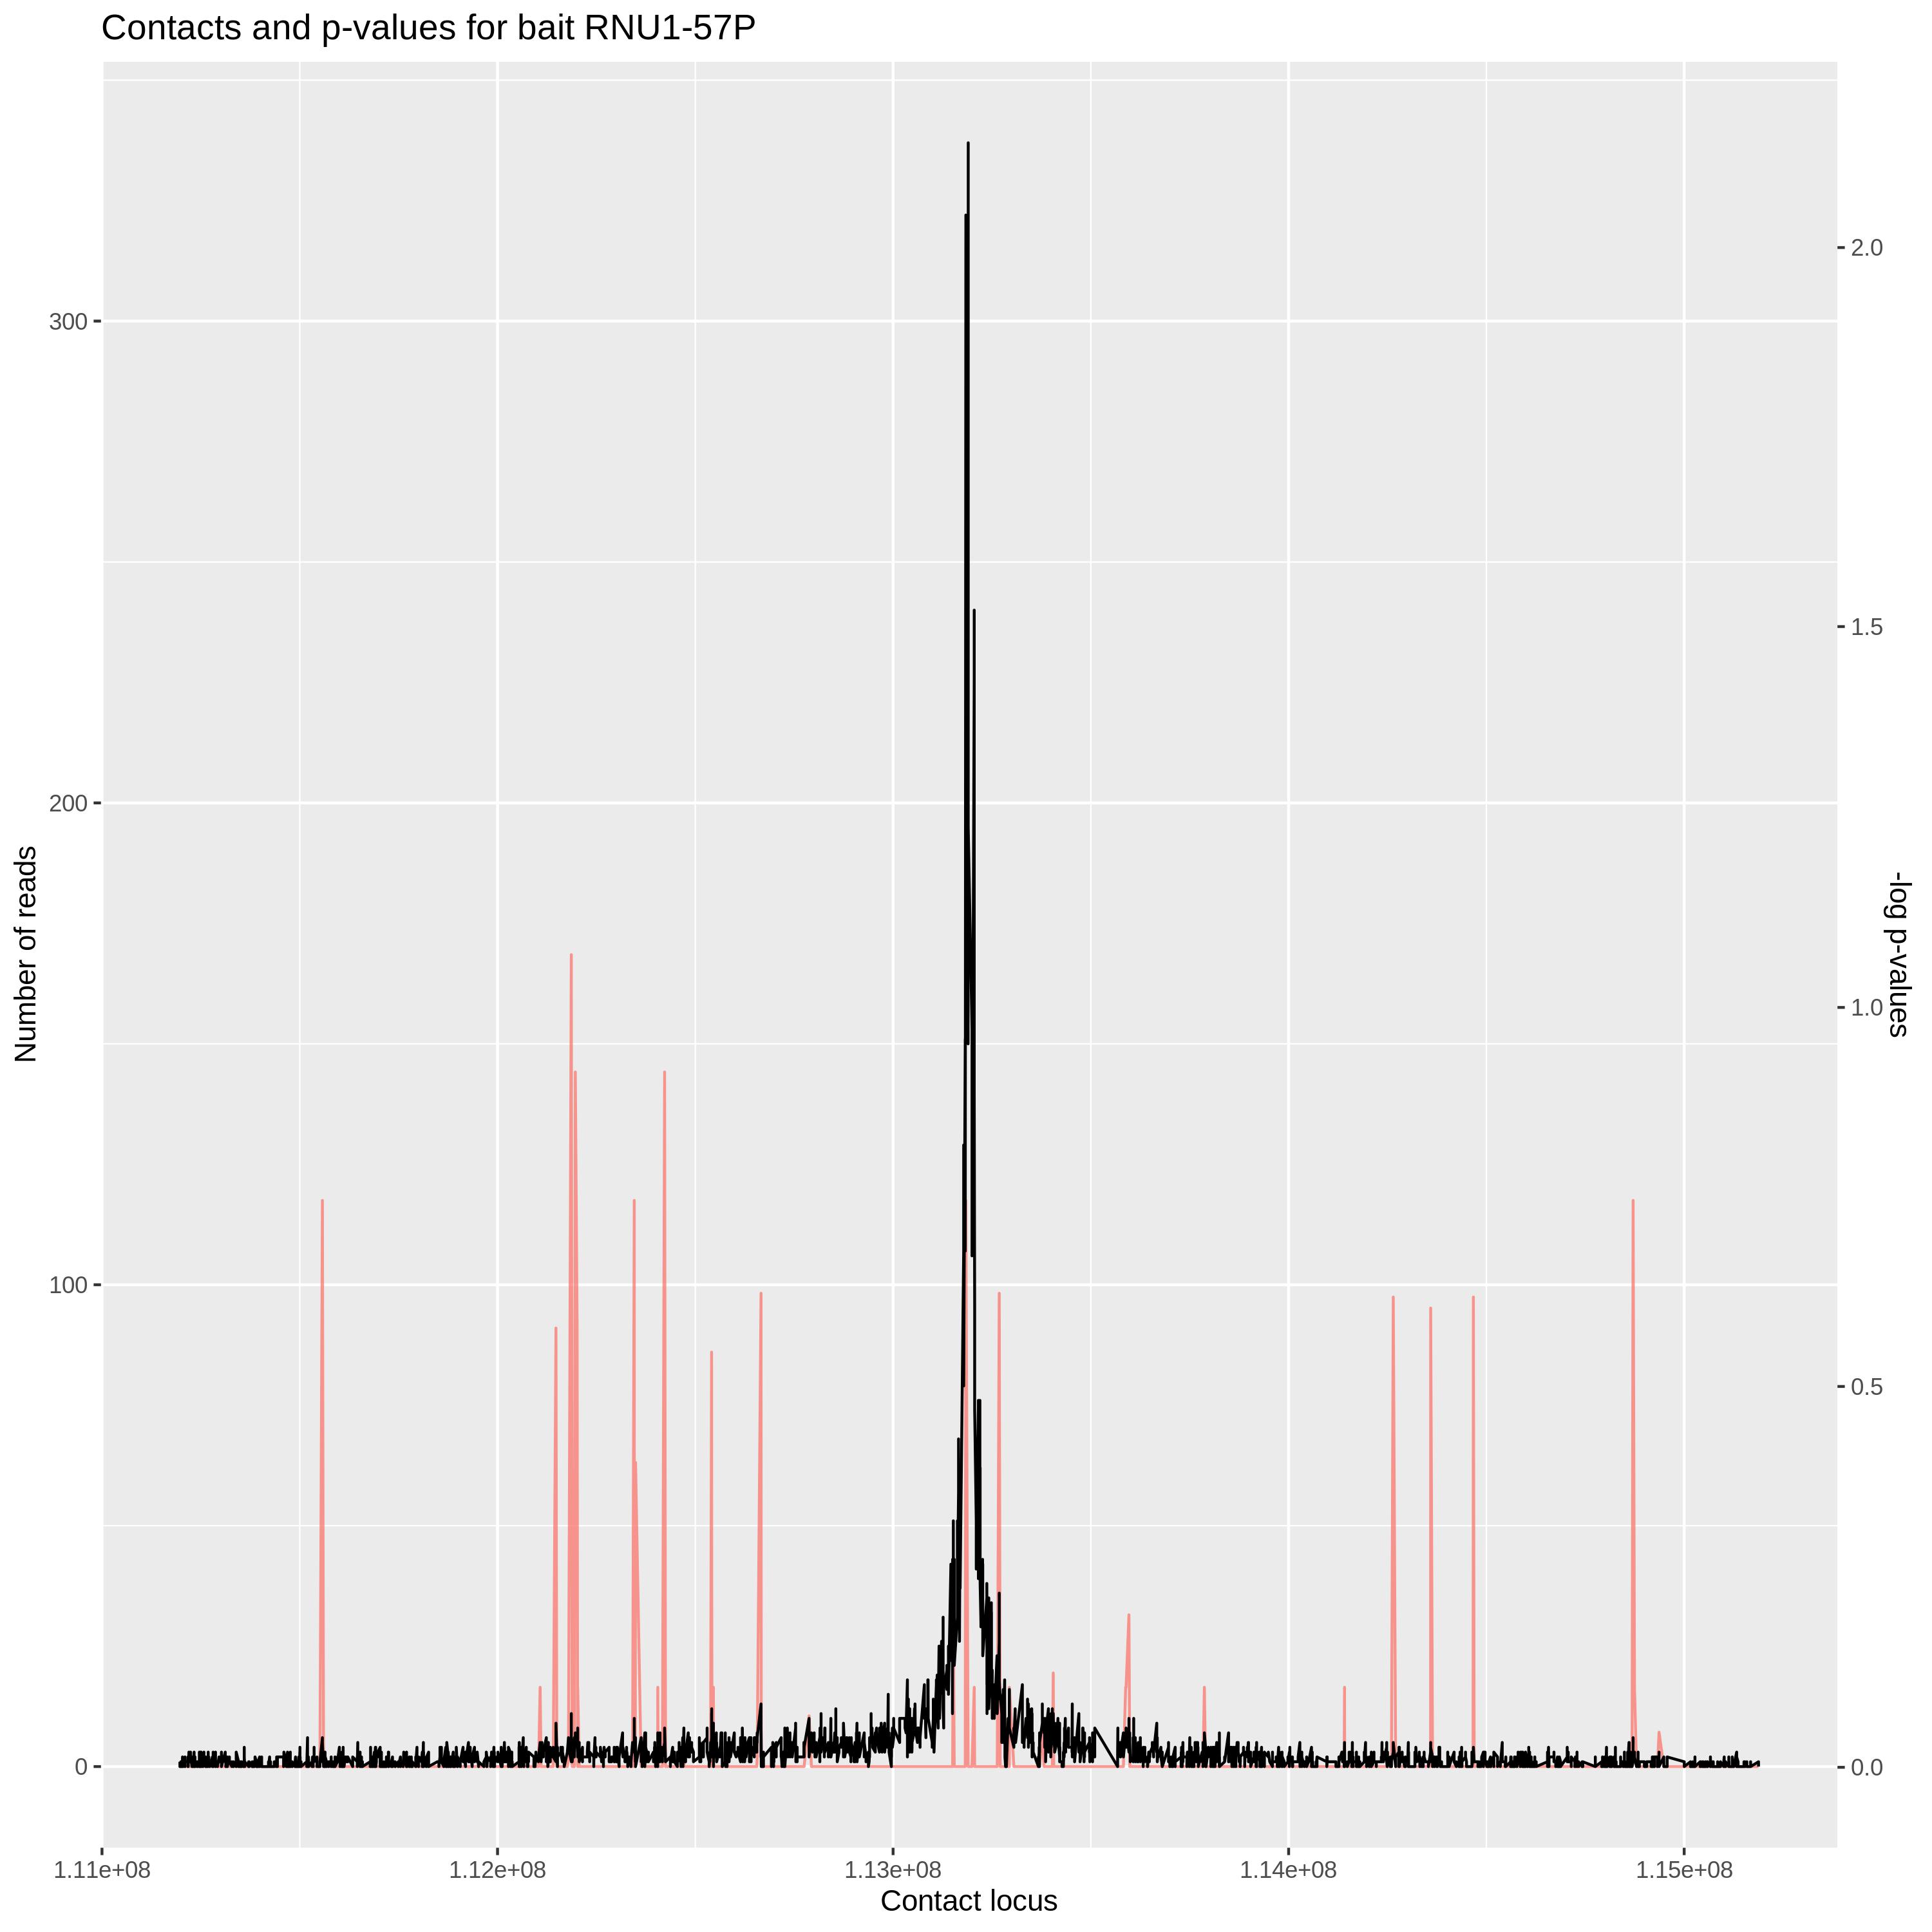 Contacts and p-values for bait RNU1-57P
Number of reads
300
200
100
0
2.0
1.5
1.0
0.5
0.0
-log p-values
1.11e+08
1.12e+08
1.13e+08
1.14e+08
1.15e+08
Contact locus